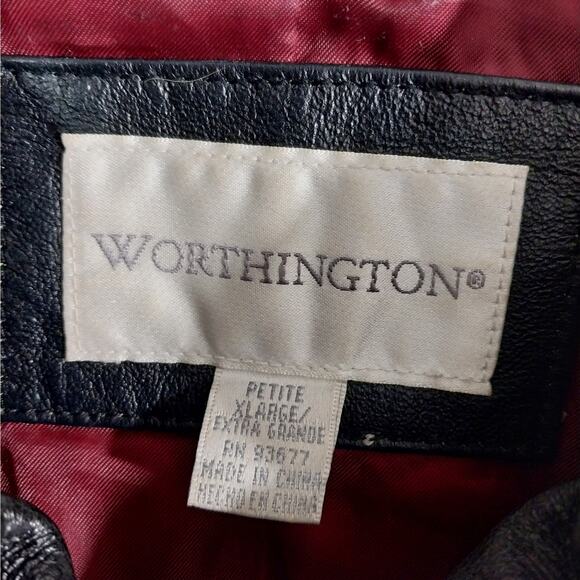 WORTHINGTON®
PETITE
XLARGE/
EXTRA GRANDE
RN 93677
MADE IN CHINA
HECHO EN CHINA